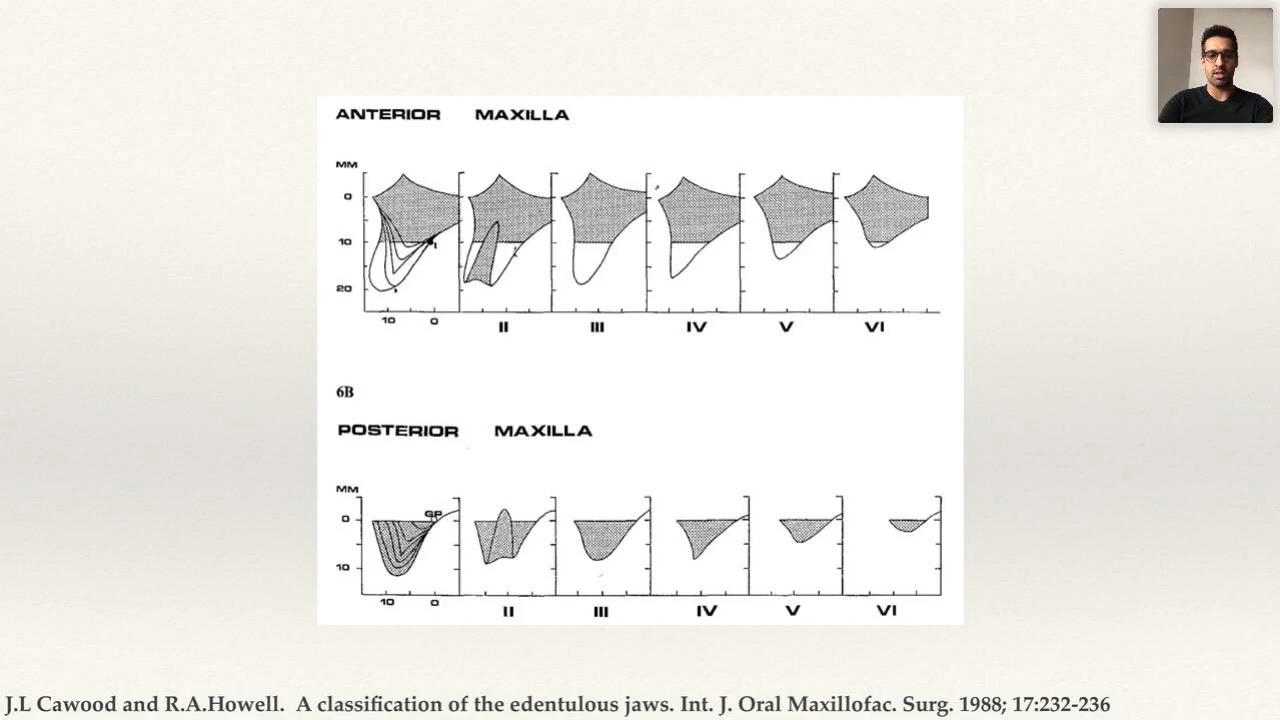 ANTERIOR MAXILLA
MM
0
10
20
I
10 0 II III IV V VI
6B
POSTERIOR MAXILLA
MM
GP
0
10
10 0 II III IV V VI
J.L Cawood and R.A.Howell. A classification of the edentulous jaws. Int. J. Oral Maxillofac. Surg. 1988; 17:232-236